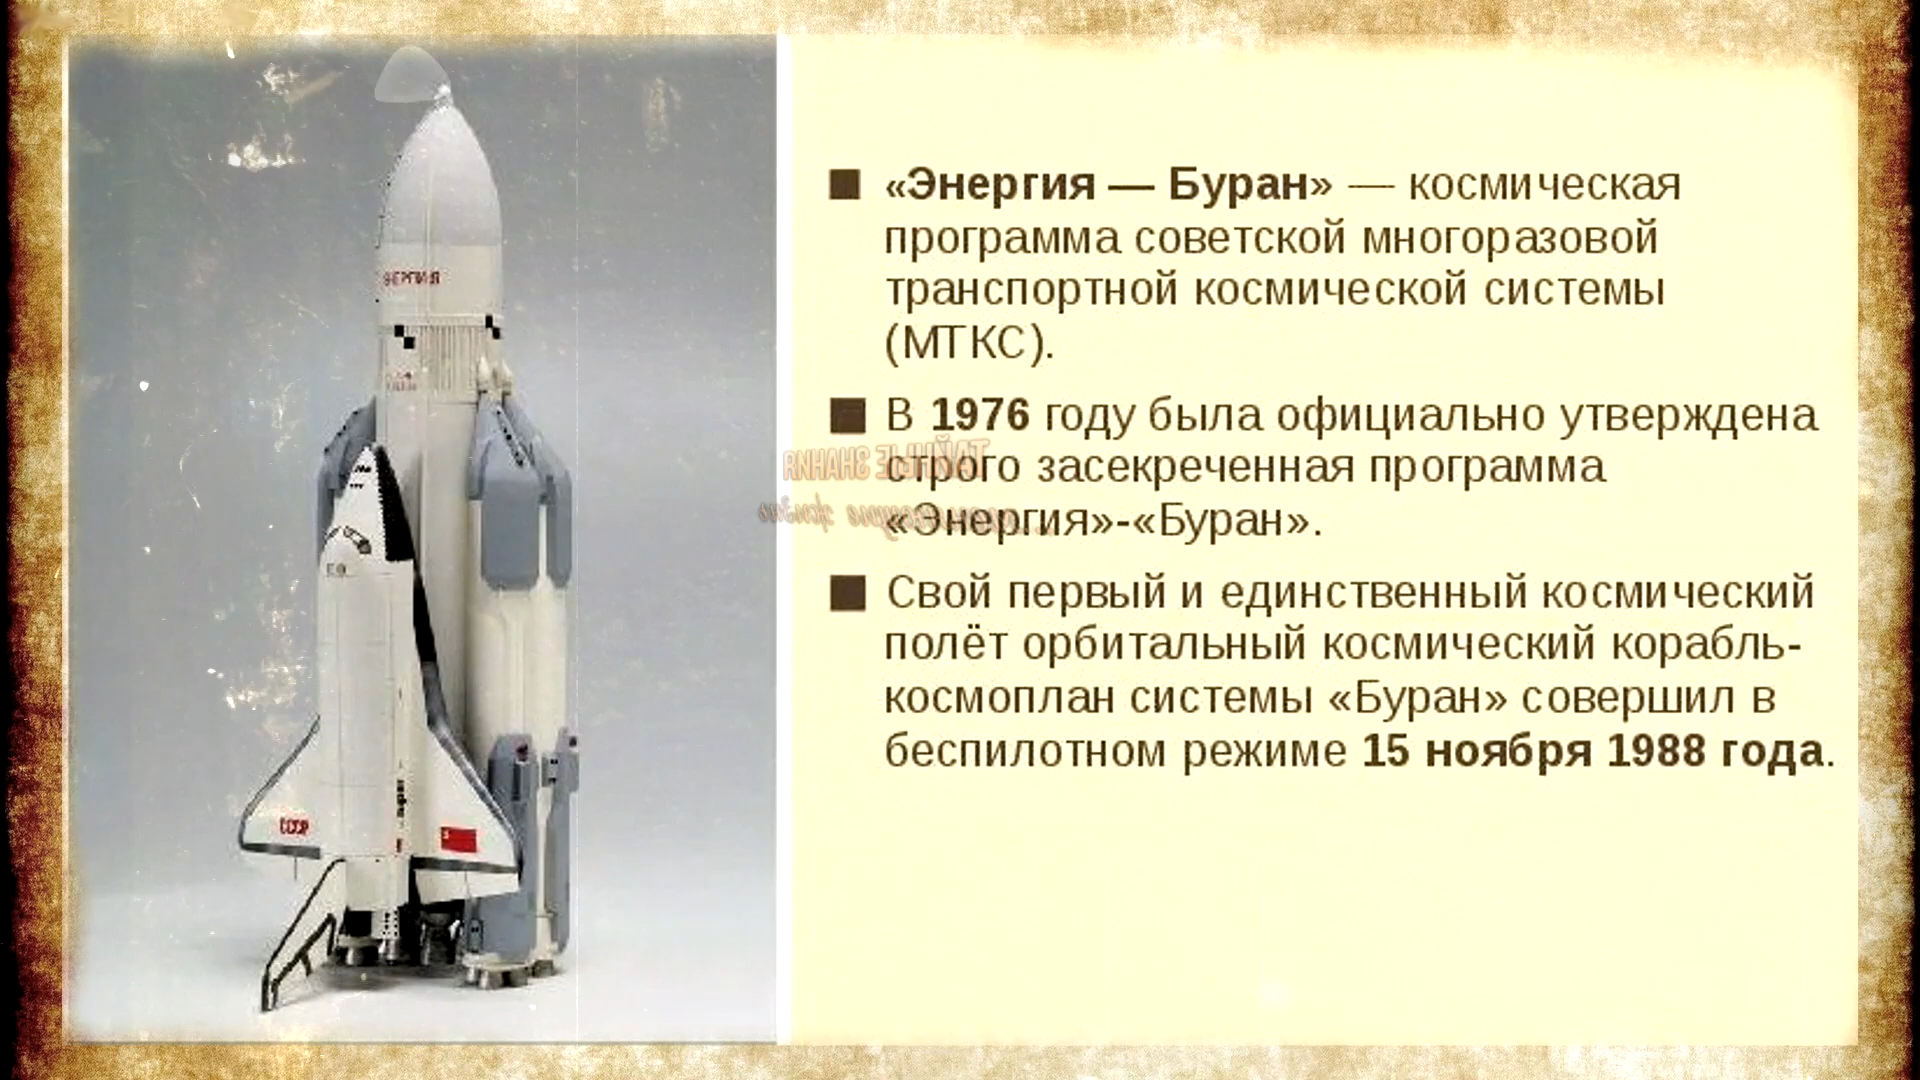 ЭНЕРГИЯ
СССР
«Энергия — Буран» — космическая
программа советской многоразовой
транспортной космической системы
(МТКС).
В 1976 году была официально утверждена
строго засекреченная программа
«Энергия»-«Буран».
Свой первый и единственный космический
полёт орбитальный космический корабль-
космоплан системы «Буран» совершил в
беспилотном режиме 15 ноября 1988 года.
ТАЙНЫЕ ЗНАНИЯ